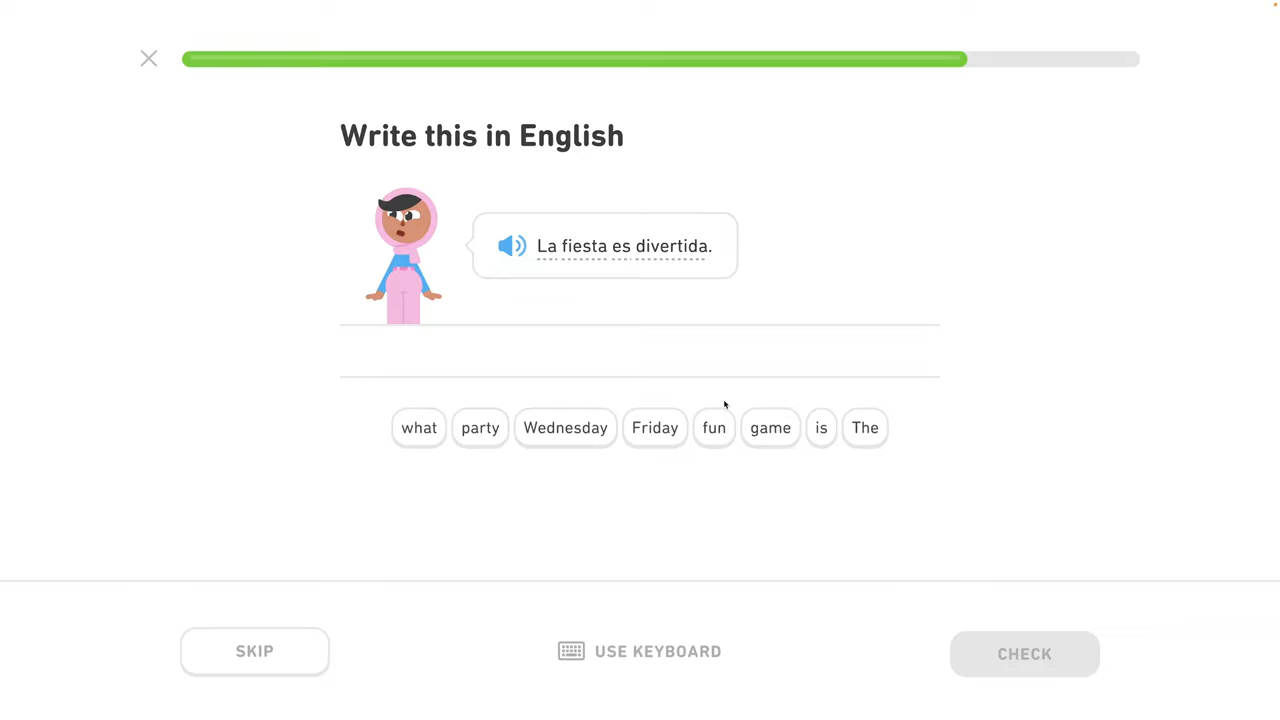 Write this in English
La fiesta es divertida.
what party Wednesday Friday fun game is The
SKIP USE KEYBOARD CHECK